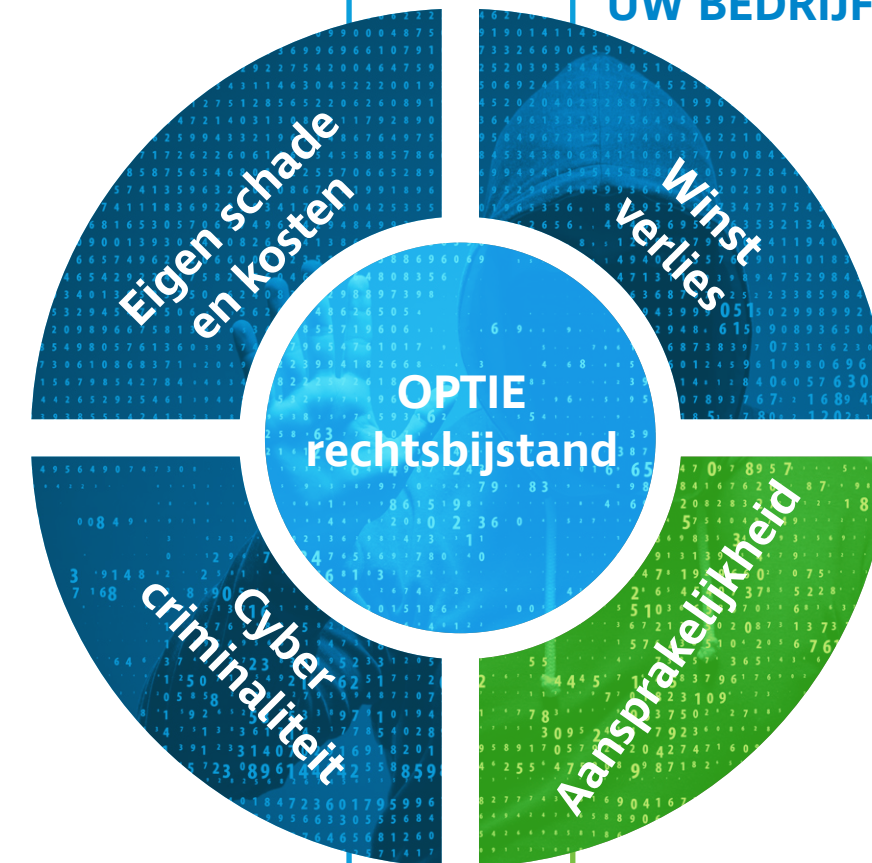 UW BEDRIJF
Eigen schade
en kosten
Winst
verlies
OPTIE
rechtsbijstand
Cyber
criminaliteit
Aansprakelijkheid